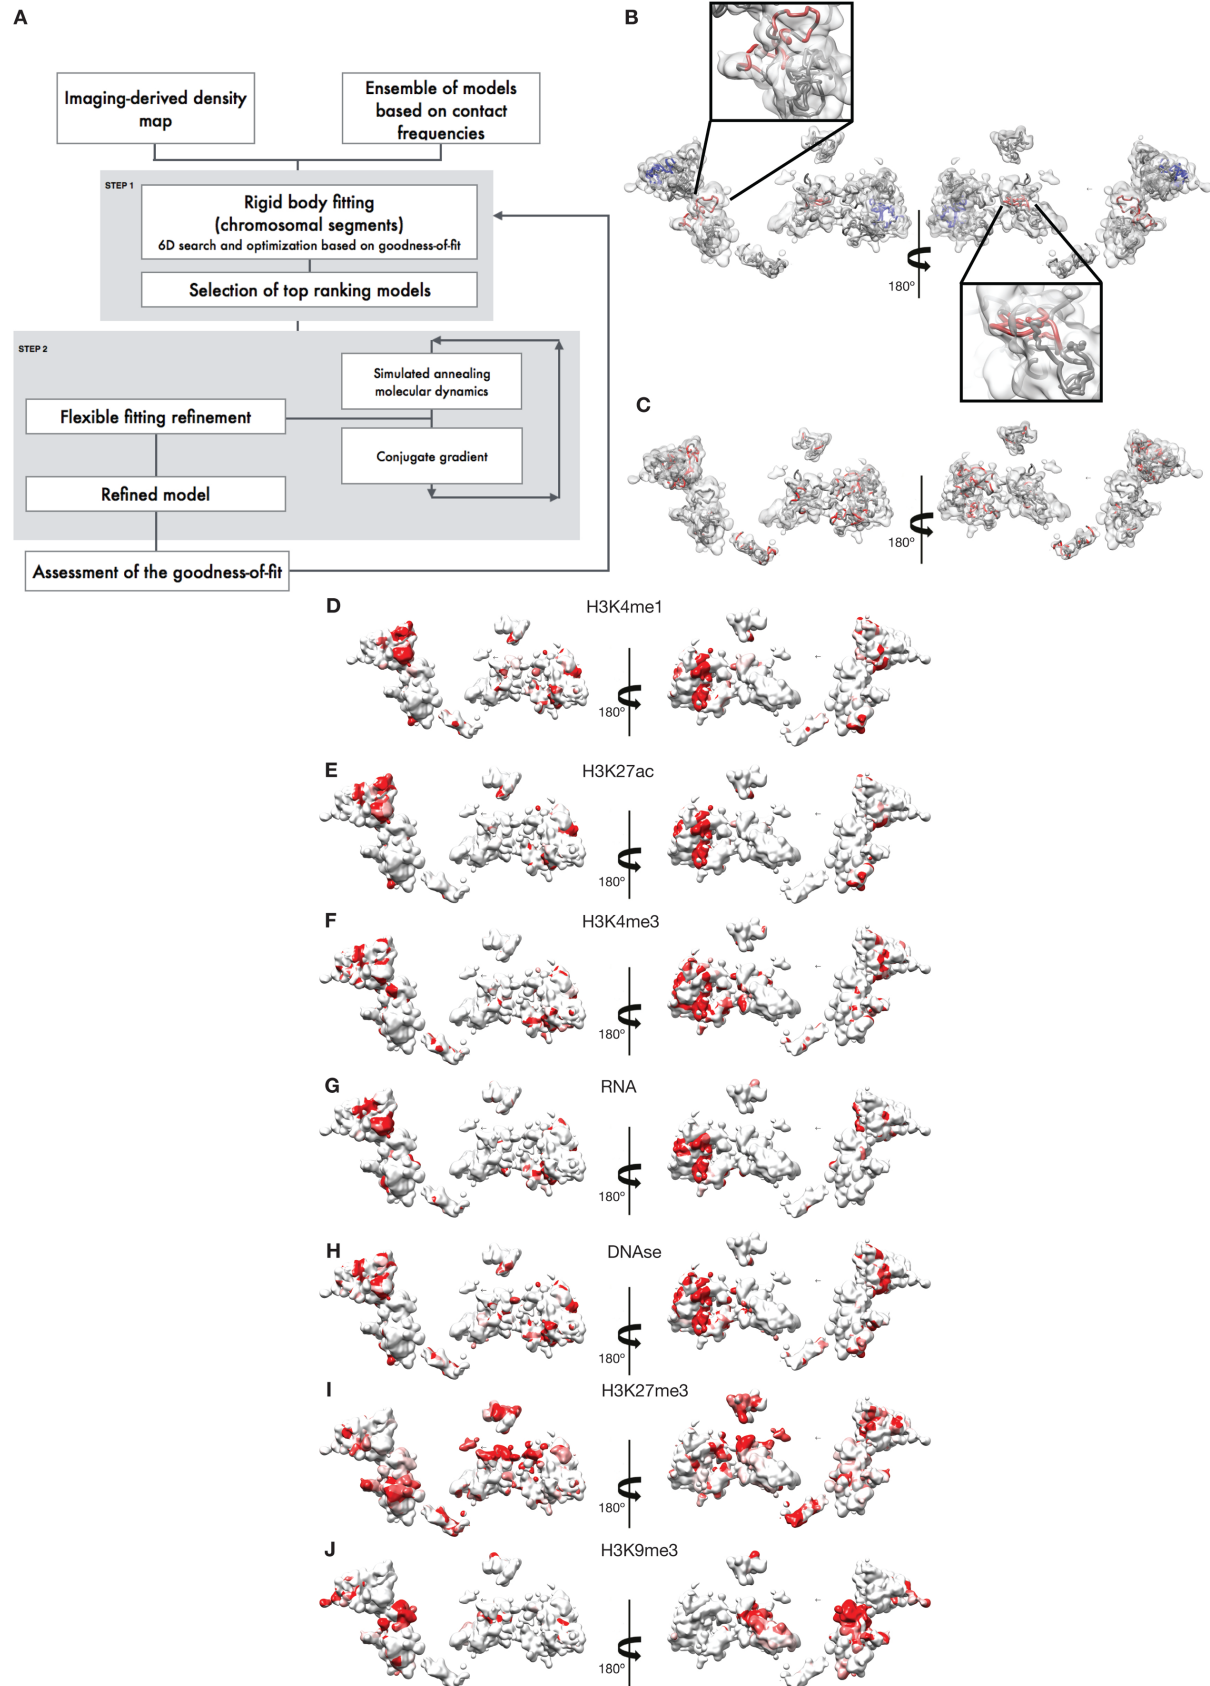 A
Imaging-derived density
map
Ensemble of models
based on contact
frequencies
STEP 1
Rigid body fitting
(chromosomal segments)
6D search and optimization based on goodness-of-fit
Selection of top ranking models
STEP 2
Simulated annealing
molecular dynamics
Flexible fitting refinement
Conjugate gradient
Refined model
Assessment of the goodness-of-fit
B
180°
C
180°
D
H3K4me1
180°
E
H3K27ac
180°
F
H3K4me3
180°
G
RNA
180°
H
DNAse
180°
I
H3K27me3
180°
J
H3K9me3
180°